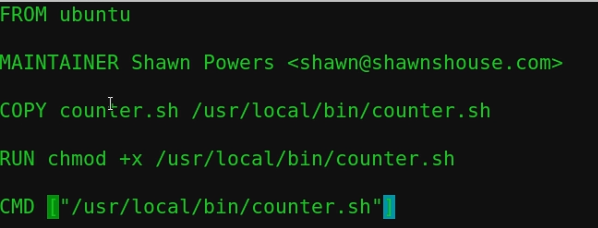 FROM ubuntu
MAINTAINER Shawn Powers <shawn@shawnshouse.com>
COPY counter.sh /usr/local/bin/counter.sh
RUN chmod +x /usr/local/bin/counter.sh
CMD ["/usr/local/bin/counter.sh"]